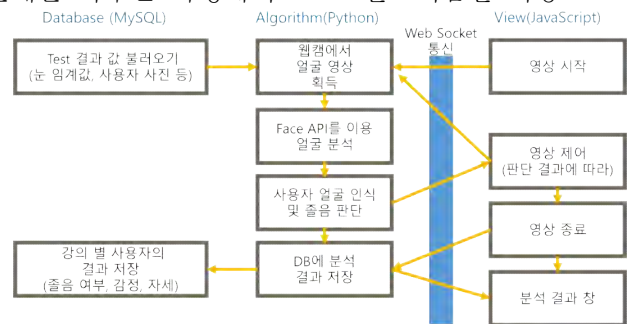 Database (MySQL)
Algorithm(Python)
View(JavaScript)
Web Socket
통신
Test 결과 값 불러오기
(눈 임계값, 사용자 사진 등)
웹캠에서
얼굴 영상
획득
영상 시작
Face API를 이용
얼굴 분석
영상 제어
(판단 결과에 따라)
사용자 얼굴 인식
및 졸음 판단
영상 종료
강의 별 사용자의
결과 저장
(졸음 여부, 감정, 자세)
DB에 분석
결과 저장
분석 결과 창